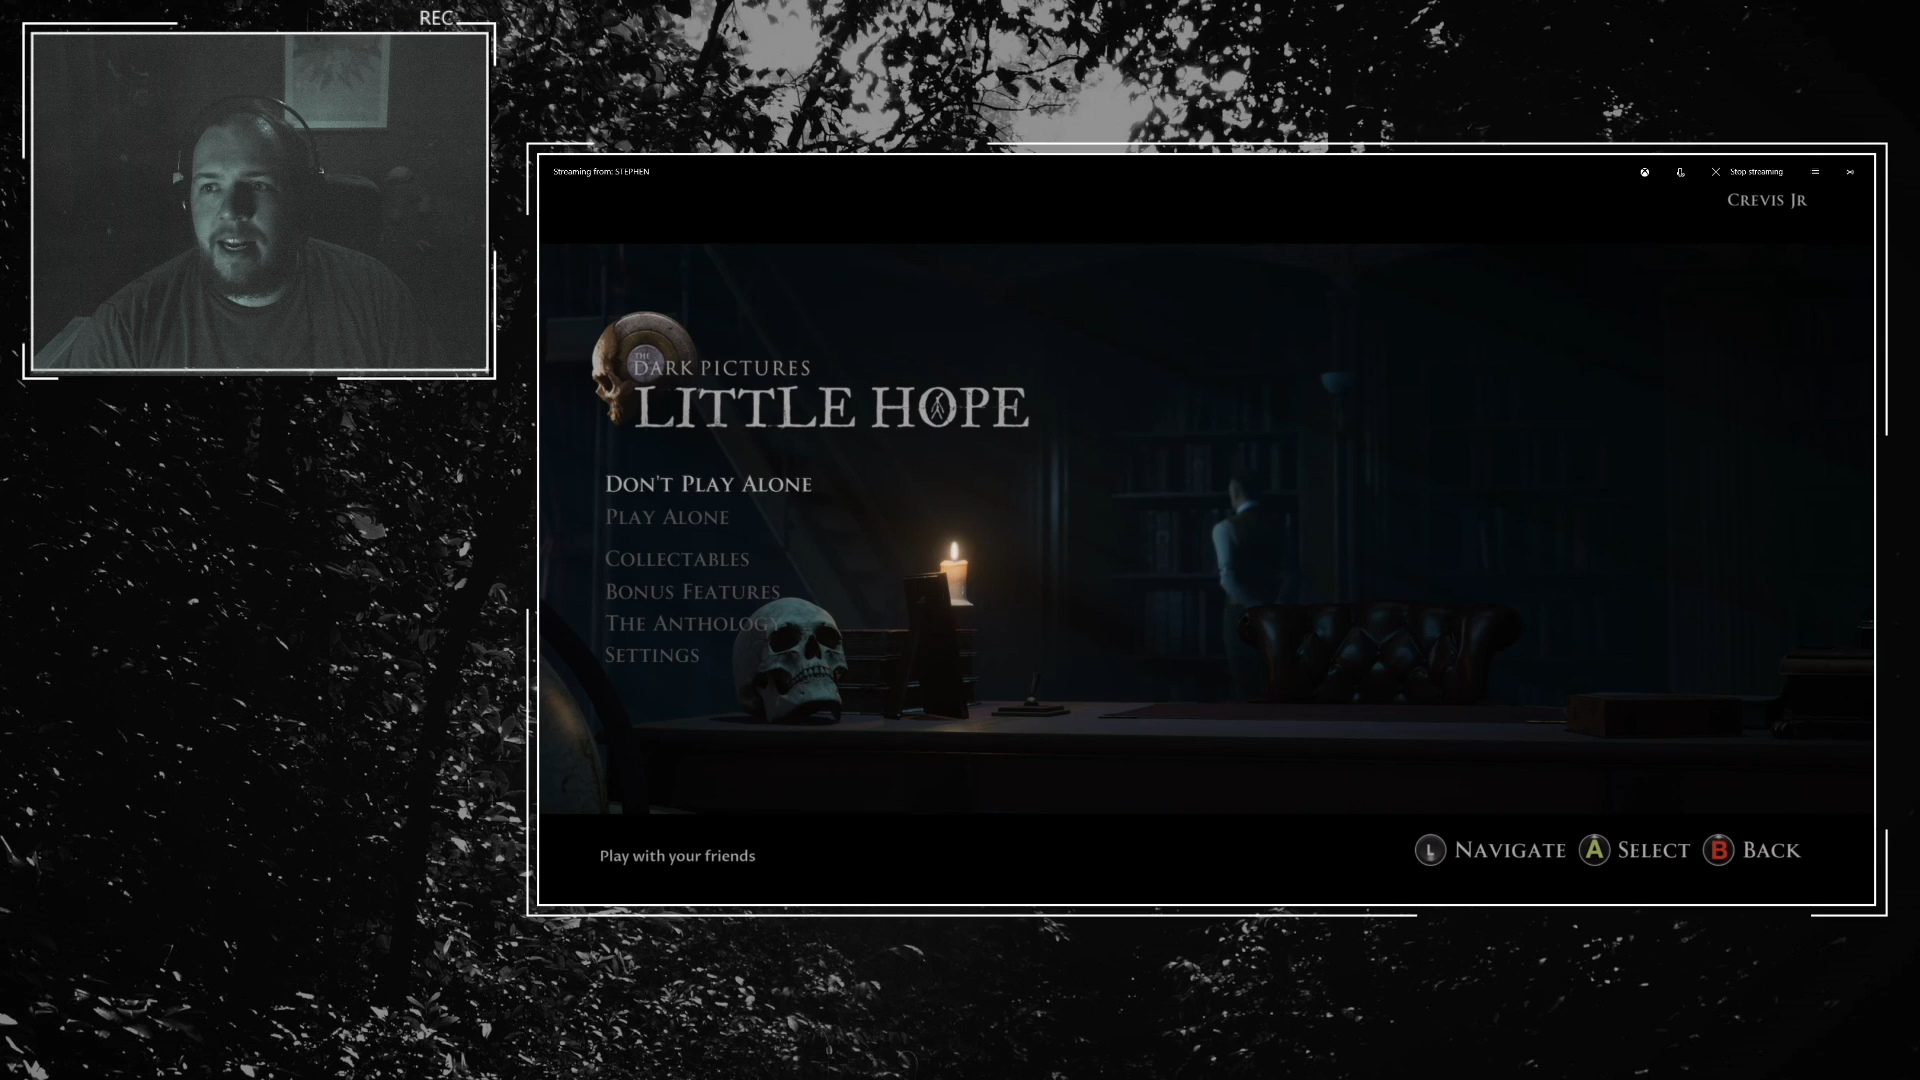 REC
Streaming from: STEPHEN
Stop streaming
CREVIS JR
THE
DARK PICTURES
LITTLE HOPE
DON'T PLAY ALONE
PLAY ALONE
COLLECTABLES
BONUS FEATURES
THE ANTHOLOGY
SETTINGS
Play with your friends
L NAVIGATE A SELECT B BACK